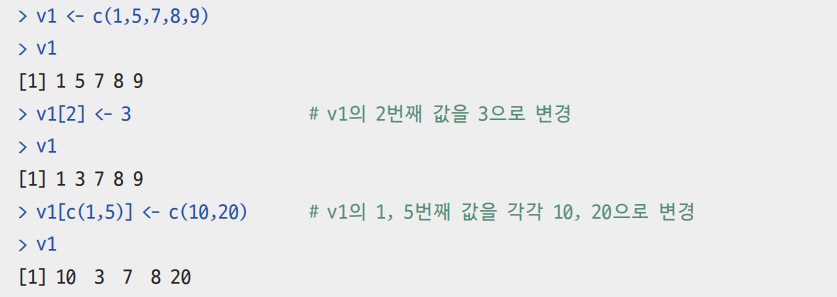 > v1 <- c(1,5,7,8,9)
> v1
[1] 1 5 7 8 9
> v1[2] <- 3 # v1의 2번째 값을 3으로 변경
> v1
[1] 1 3 7 8 9
> v1[c(1,5)] <- c(10,20) # v1의 1, 5번째 값을 각각 10, 20으로 변경
> v1
[1] 10 3 7 8 20